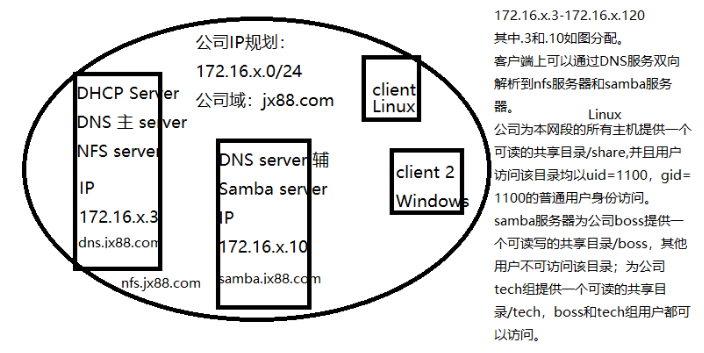 公司IP规划：
172.16.x.0/24
公司域：jx88.com
DHCP Server
DNS 主 server
NFS server
IP
172.16.x.3
dns.jx88.com
nfs.jx88.com
DNS server 辅
Samba server
IP
172.16.x.10
samba.jx88.com
client
Linux
client 2
Windows
172.16.x.3-172.16.x.120
其中.3和.10如图分配。
客户端上可以通过DNS服务双向
解析到nfs服务器和samba服务
器。
Linux
公司为本网段的所有主机提供一个
可读的共享目录/share,并且用户
访问该目录均以uid=1100，gid=
1100的普通用户身份访问。
samba服务器为公司boss提供一
个可读写的共享目录/boss，其他
用户不可访问该目录；为公司
tech组提供一个可读的共享目
录/tech，boss和tech组用户都可
以访问。